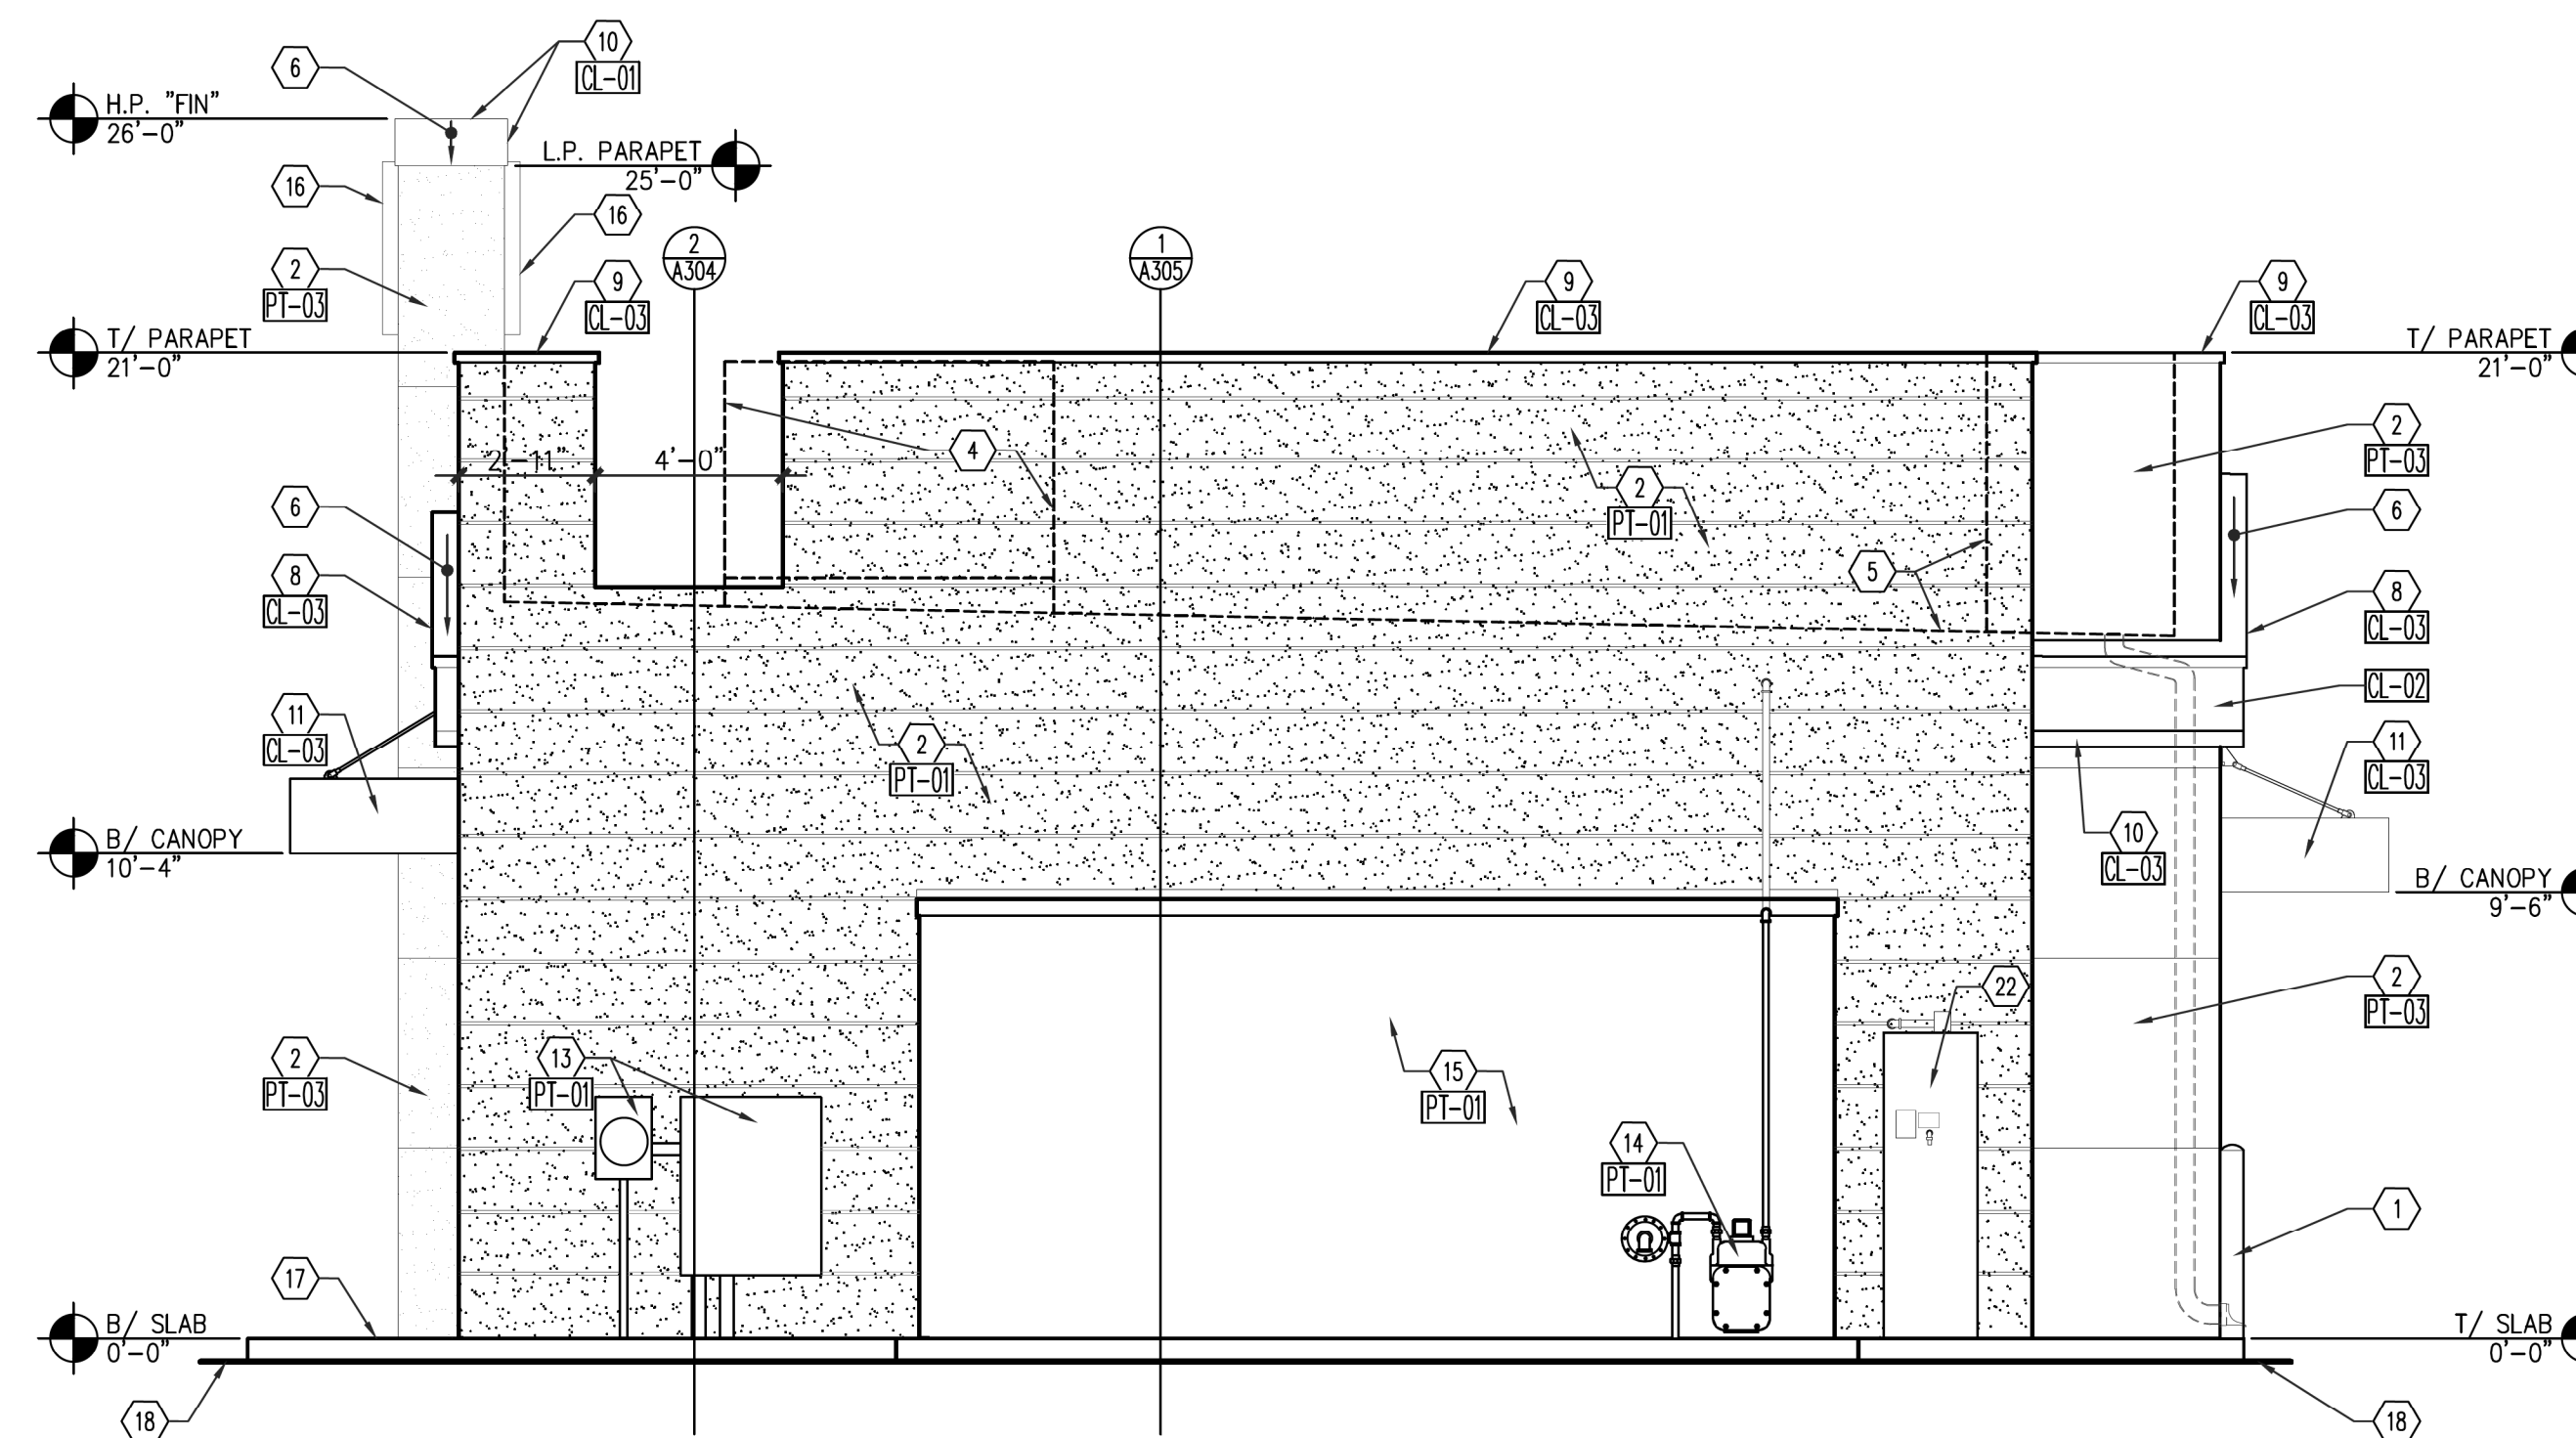 10
CL-01
6
H.P. "FIN"
26'-0"
L.P. PARAPET
25'-0"
16
16
2
A304
1
A305
2
PT-03
9
CL-03
9
CL-03
9
CL-03
T/ PARAPET
21'-0"
T/ PARAPET
21'-0"
2
PT-03
4
2'-11"
4'-0"
2
PT-01
6
6
5
8
CL-03
8
CL-03
CL-02
11
CL-03
2
PT-01
11
CL-03
B/ CANOPY
10'-4"
10
CL-03
B/ CANOPY
9'-6"
22
2
PT-03
2
PT-03
13
PT-01
15
PT-01
14
PT-01
1
17
B/ SLAB
0'-0"
T/ SLAB
0'-0"
18
18